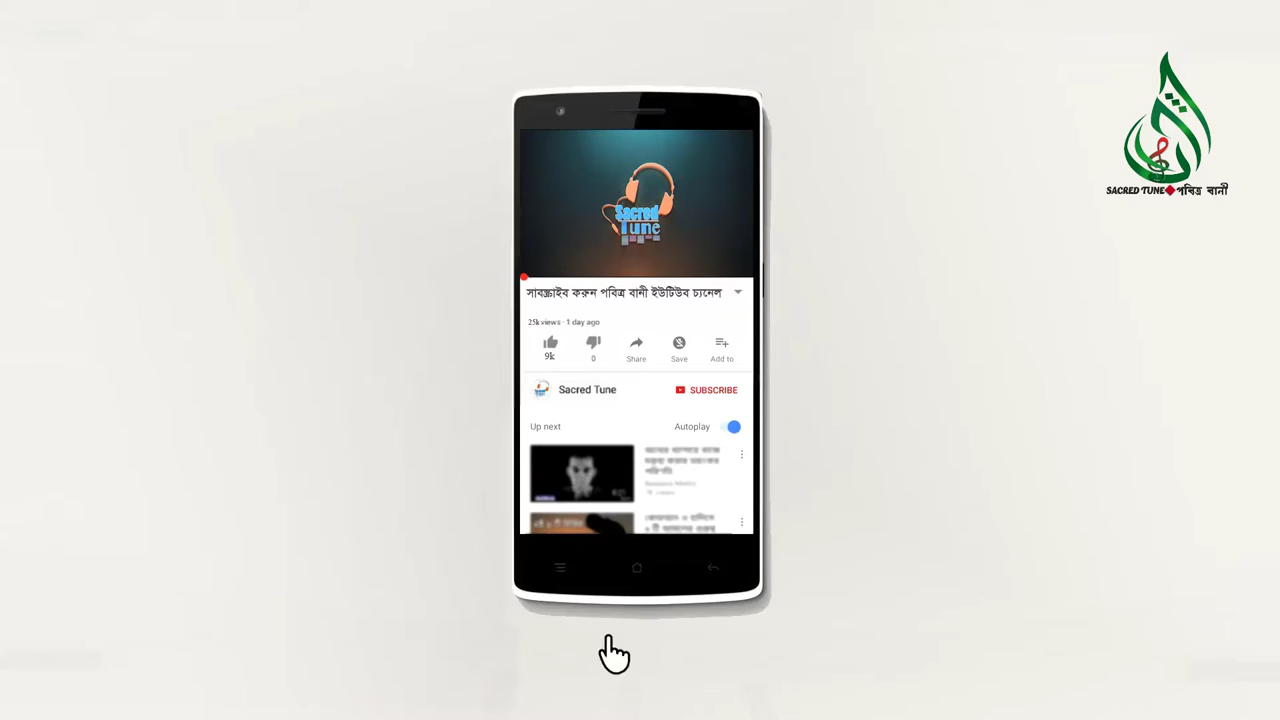 SACRED TUNE পবিত্র বানী
Sacred
Tune
সাবস্ক্রাইব করুন পবিত্র বানী ইউটিউব চ্যানেল
25k views · 1 day ago
9k
0
Share
Save
Add to
Sacred Tune
SUBSCRIBE
Up next
Autoplay